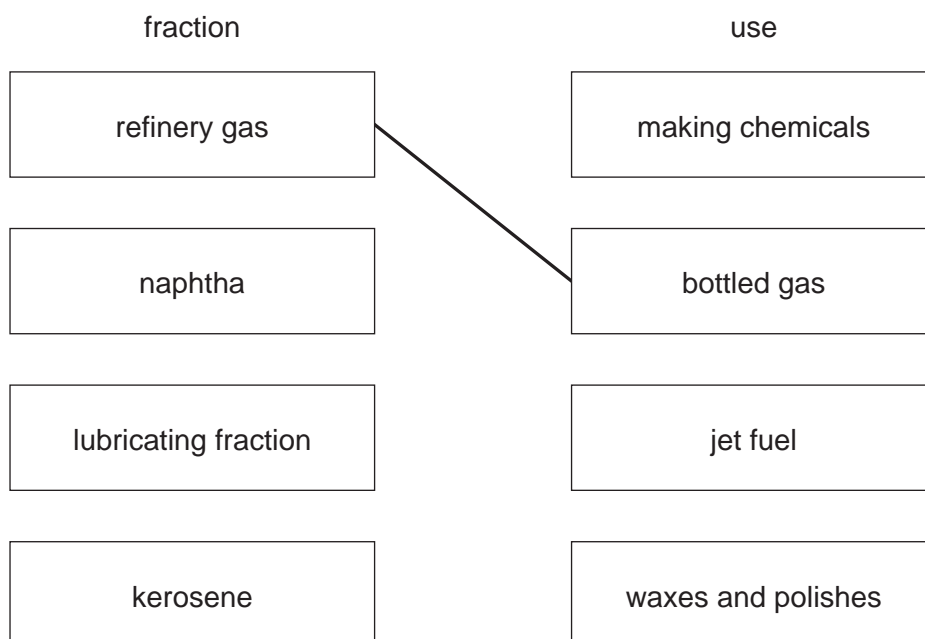 fraction use
refinery gas making chemicals
naphtha bottled gas
lubricating fraction jet fuel
kerosene waxes and polishes